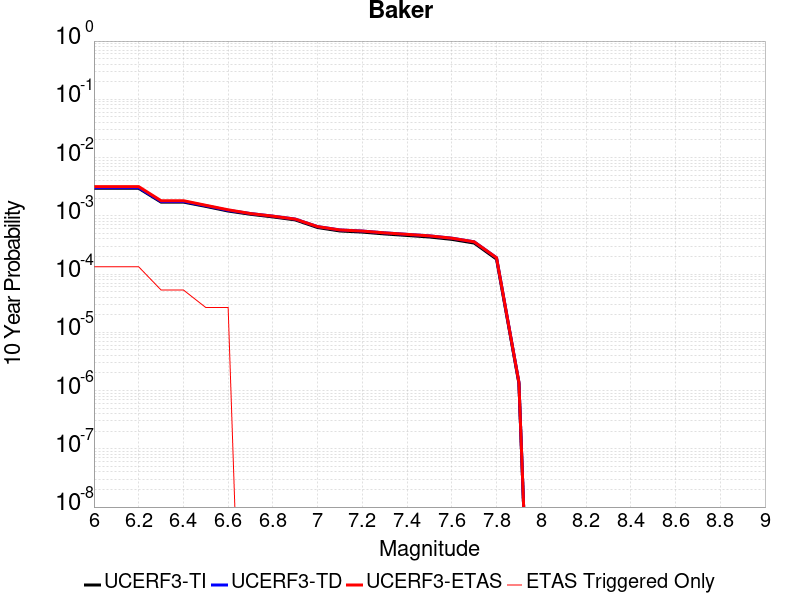 Baker
10 Year Probability
10^0
10^-1
10^-2
10^-3
10^-4
10^-5
10^-6
10^-7
10^-8
6 6.2 6.4 6.6 6.8 7 7.2 7.4 7.6 7.8 8 8.2 8.4 8.6 8.8 9
Magnitude
UCERF3-TI UCERF3-TD UCERF3-ETAS ETAS Triggered Only